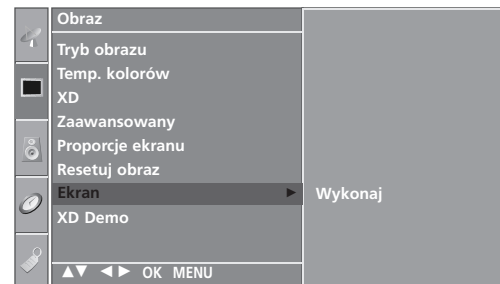 Obraz
Tryb obrazu
Temp. kolorów
XD
Zaawansowany
Proporcje ekranu
Resetuj obraz
Ekran ► Wykonaj
XD Demo
▲▼ ◄► OK MENU